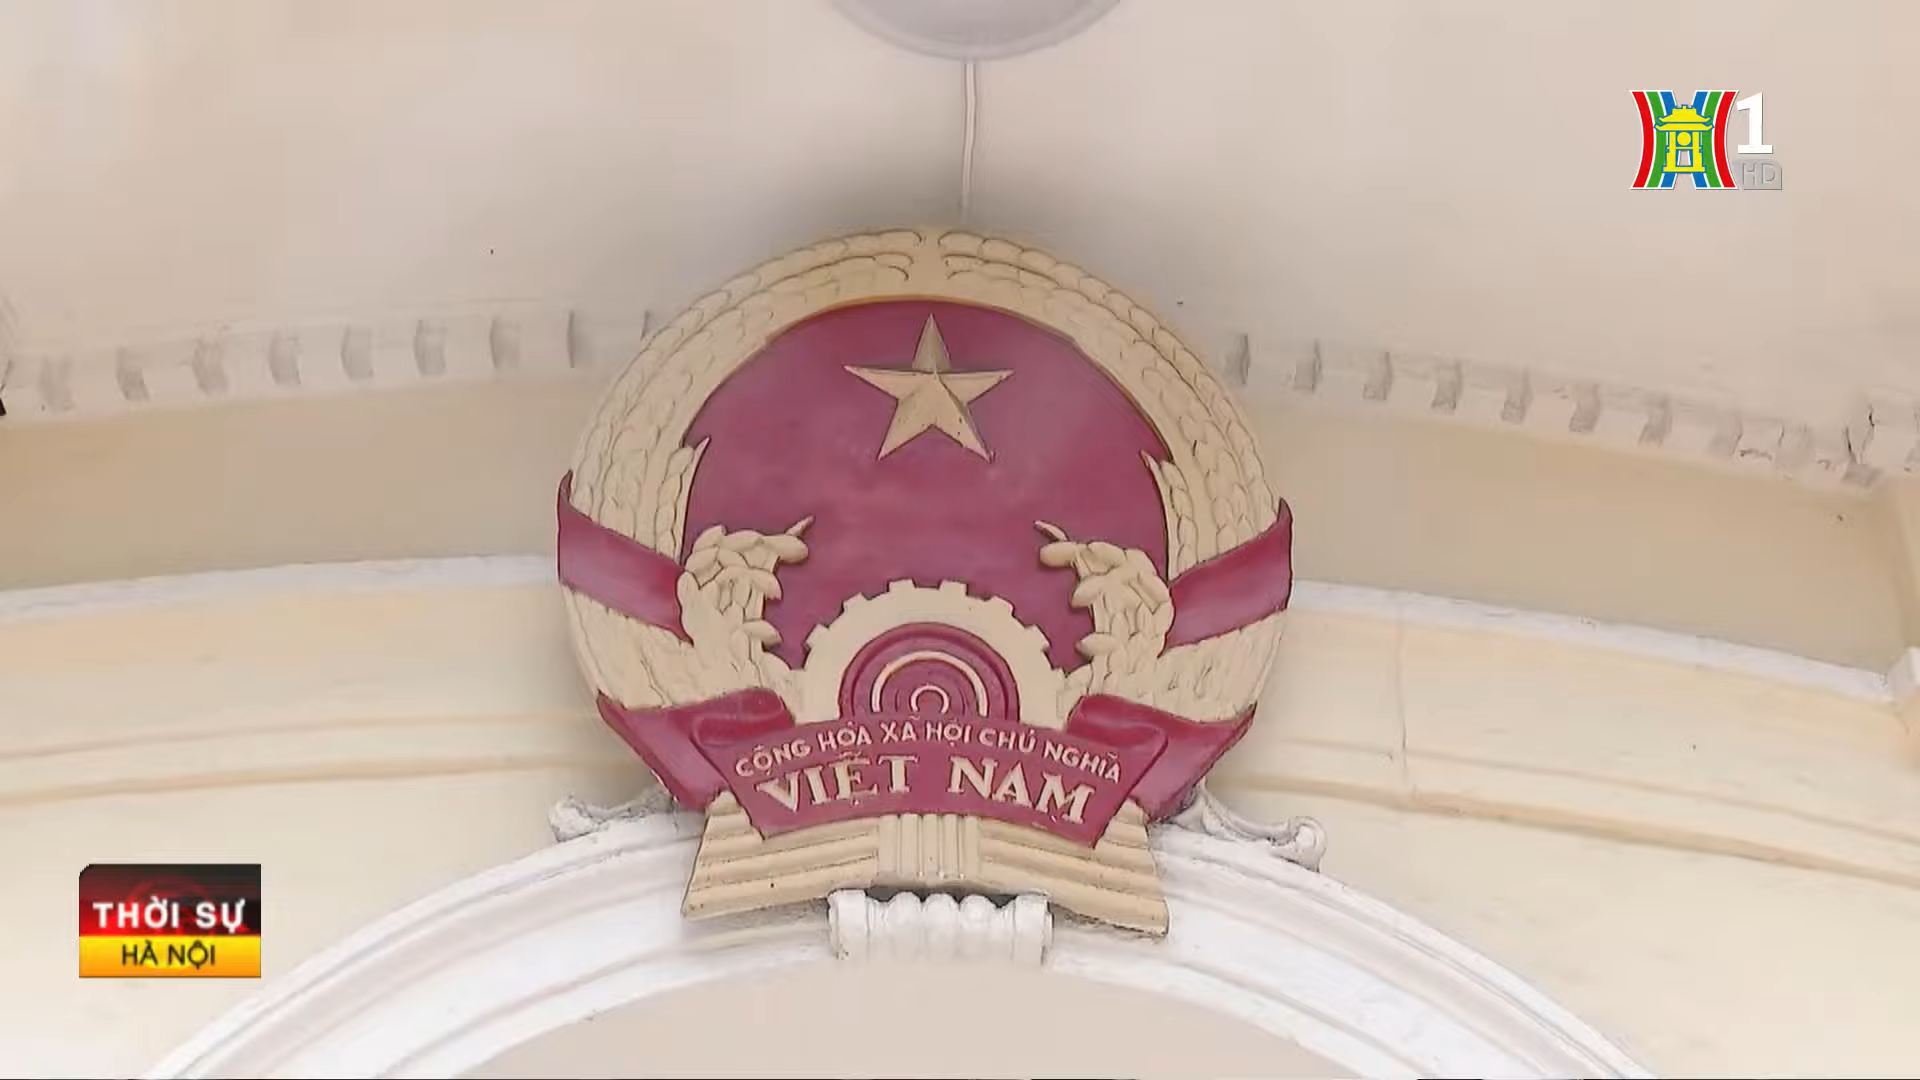 1
HD
CỘNG HÒA XÃ HỘI CHỦ NGHĨA
VIỆT NAM
THỜI SỰ
HÀ NỘI